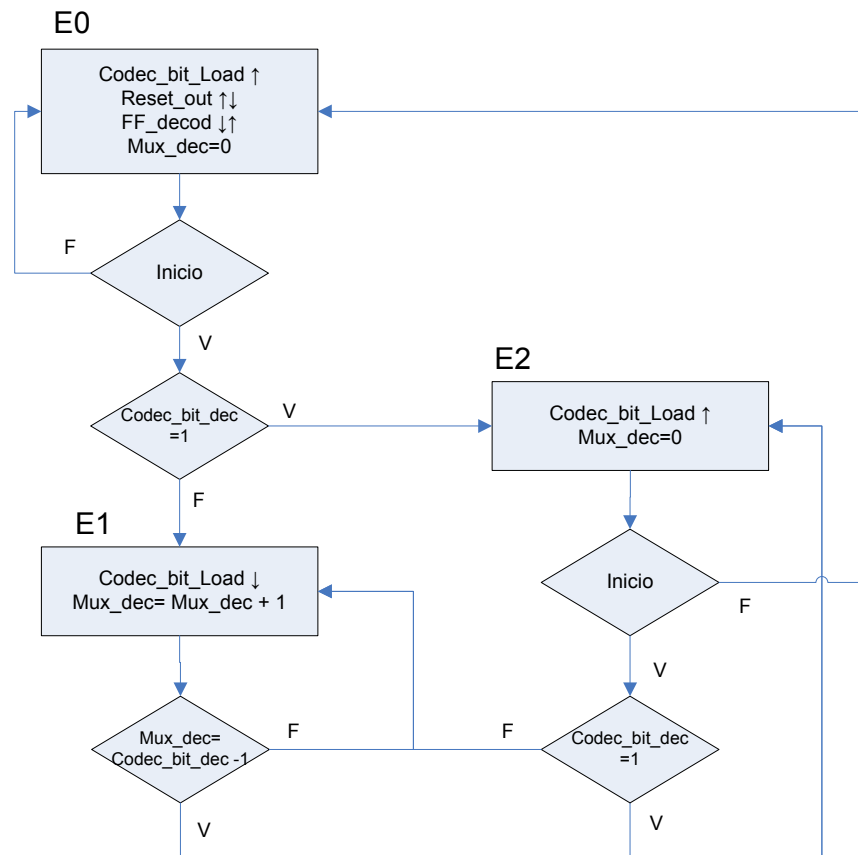 E0
Codec_bit_Load ↑
Reset_out ↑↓
FF_decod ↓↑
Mux_dec=0
F
Inicio
V
Codec_bit_dec
=1
V
F
E2
Codec_bit_Load ↑
Mux_dec=0
E1
Codec_bit_Load ↓
Mux_dec= Mux_dec + 1
Inicio
F
V
Mux_dec=
Codec_bit_dec -1
F
F
Codec_bit_dec
=1
V
V